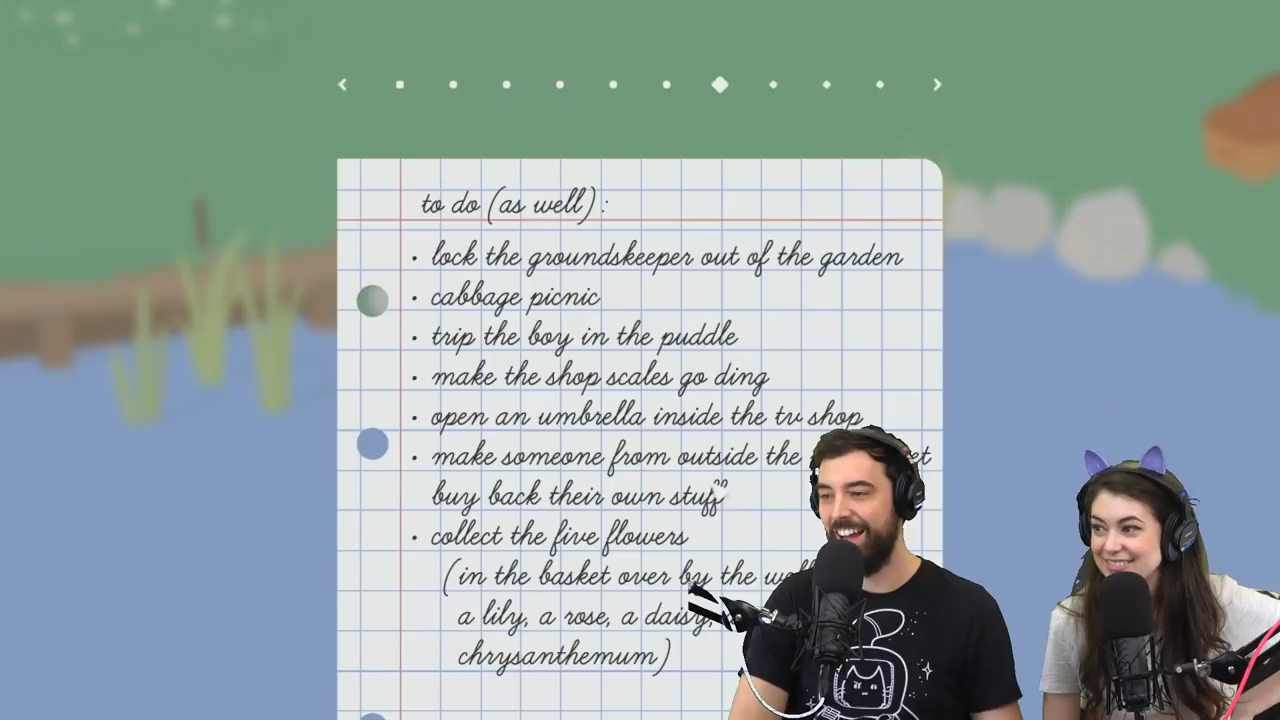 to do (as well):
• lock the groundskeeper out of the garden
• cabbage picnic
• trip the boy in the puddle
• make the shop scales go ding
• open an umbrella inside the tv shop
• make someone from outside the
buy back their own stuff
• collect the five flowers
(in the basket over by the
a lily, a rose, a daisy,
chrysanthemum)